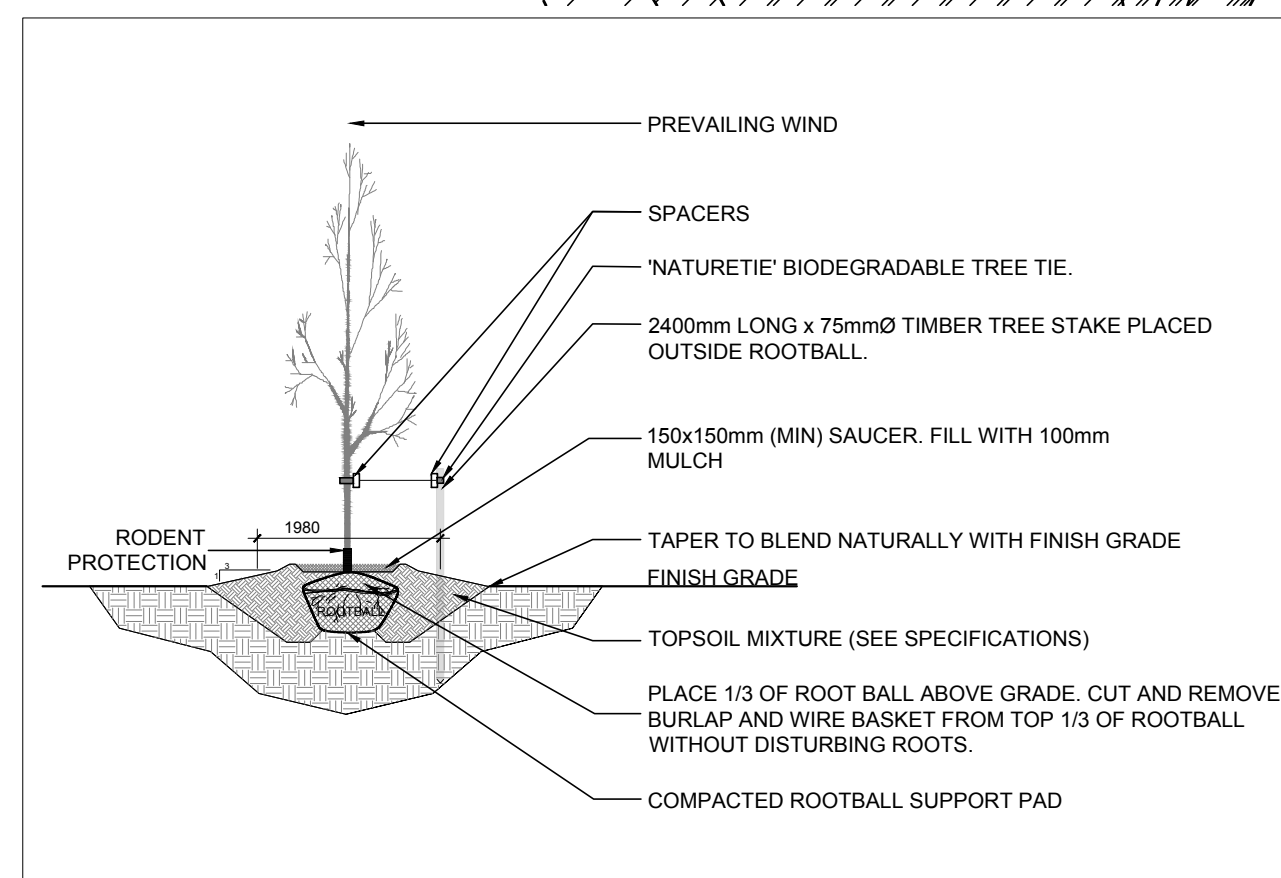 PREVAILING WIND
SPACERS
'NATURETIE' BIODEGRADABLE TREE TIE.
2400mm LONG x 75mmØ TIMBER TREE STAKE PLACED
OUTSIDE ROOTBALL.
150x150mm (MIN) SAUCER. FILL WITH 100mm
MULCH
1980
RODENT
PROTECTION
3
1
TAPER TO BLEND NATURALLY WITH FINISH GRADE
FINISH GRADE
ROOTBALL
TOPSOIL MIXTURE (SEE SPECIFICATIONS)
PLACE 1/3 OF ROOT BALL ABOVE GRADE. CUT AND REMOVE
BURLAP AND WIRE BASKET FROM TOP 1/3 OF ROOTBALL
WITHOUT DISTURBING ROOTS.
COMPACTED ROOTBALL SUPPORT PAD